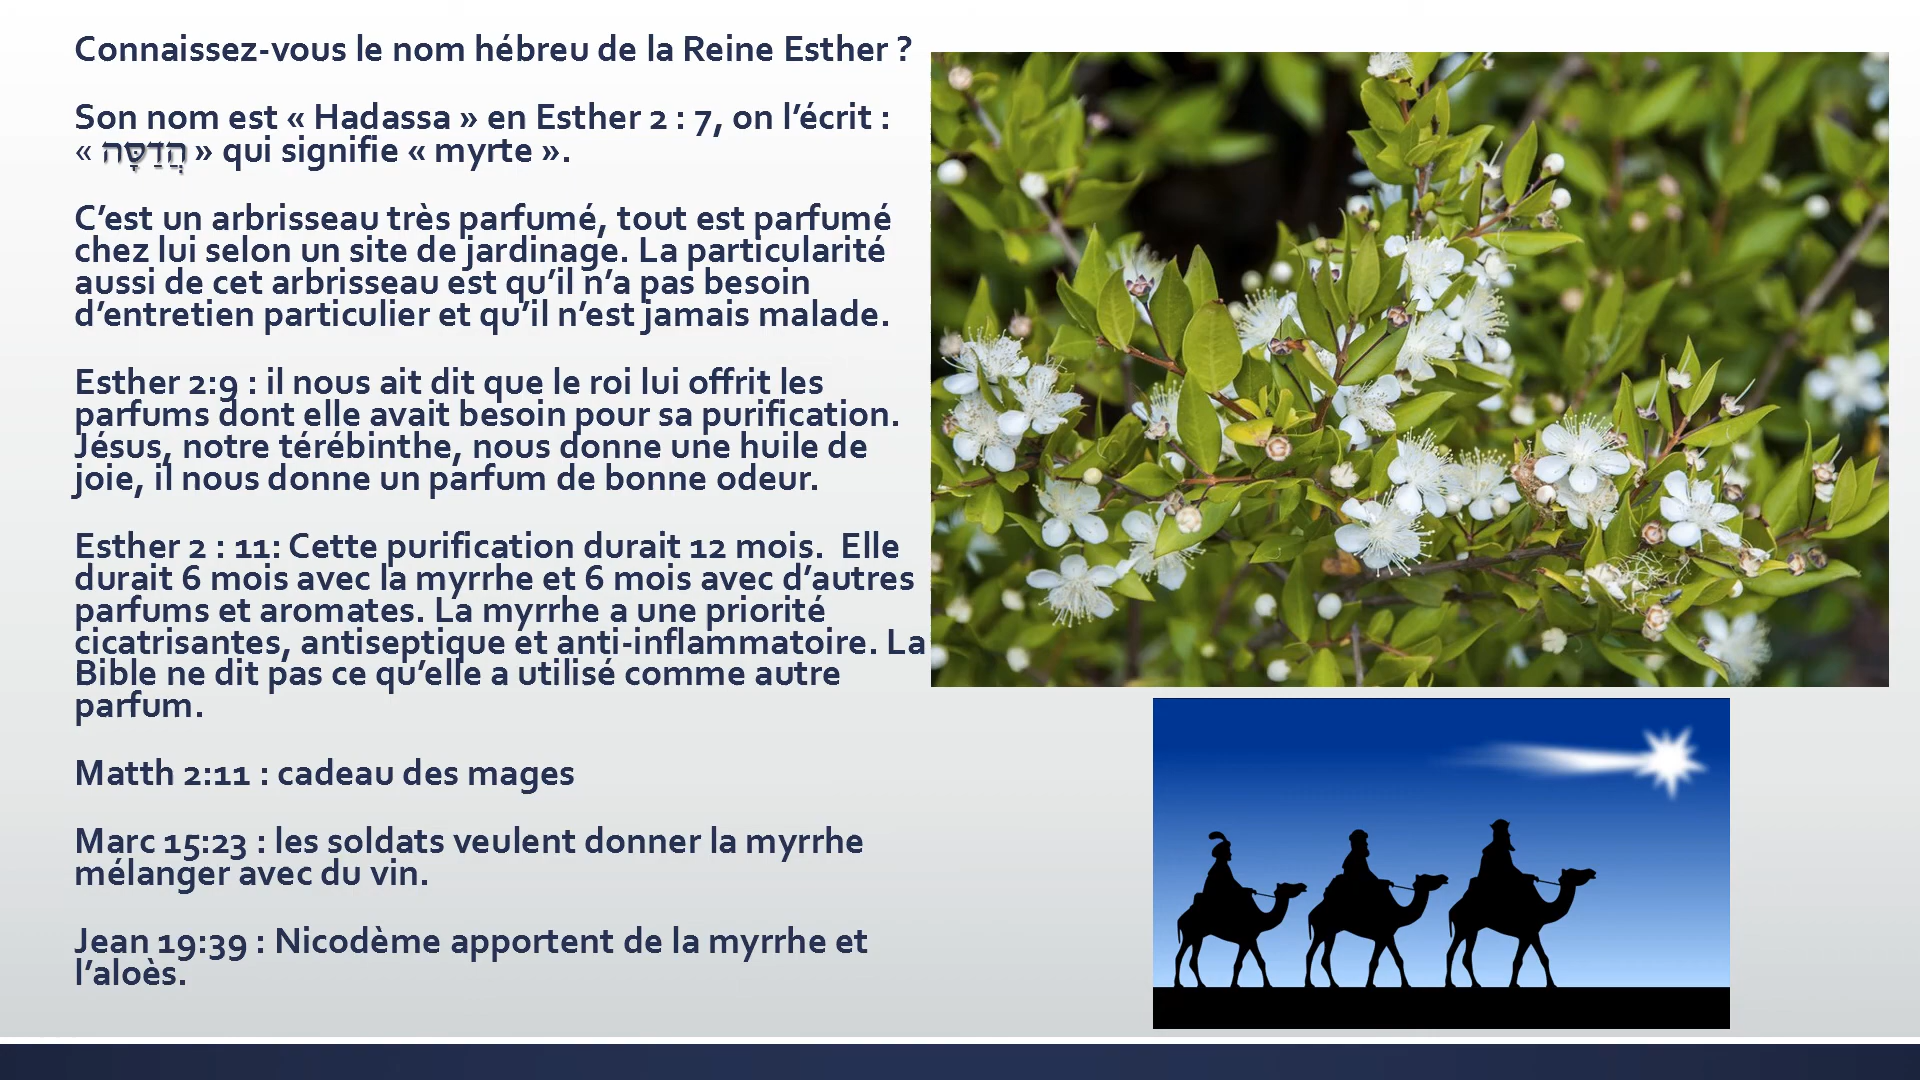 Connaissez-vous le nom hébreu de la Reine Esther ?
Son nom est « Hadassa » en Esther 2 : 7, on l’écrit :
« הֲדַסָּה » qui signifie « myrte ».
C’est un arbrisseau très parfumé, tout est parfumé
chez lui selon un site de jardinage. La particularité
aussi de cet arbrisseau est qu’il n’a pas besoin
d’entretien particulier et qu’il n’est jamais malade.
Esther 2:9 : il nous ait dit que le roi lui offrit les
parfums dont elle avait besoin pour sa purification.
Jésus, notre térébinthe, nous donne une huile de
joie, il nous donne un parfum de bonne odeur.
Esther 2 : 11: Cette purification durait 12 mois.  Elle
durait 6 mois avec la myrrhe et 6 mois avec d’autres
parfums et aromates. La myrrhe a une priorité
cicatrisantes, antiseptique et anti-inflammatoire. La
Bible ne dit pas ce qu’elle a utilisé comme autre
parfum.
Matth 2:11 : cadeau des mages
Marc 15:23 : les soldats veulent donner la myrrhe
mélanger avec du vin.
Jean 19:39 : Nicodème apportent de la myrrhe et
l’aloès.